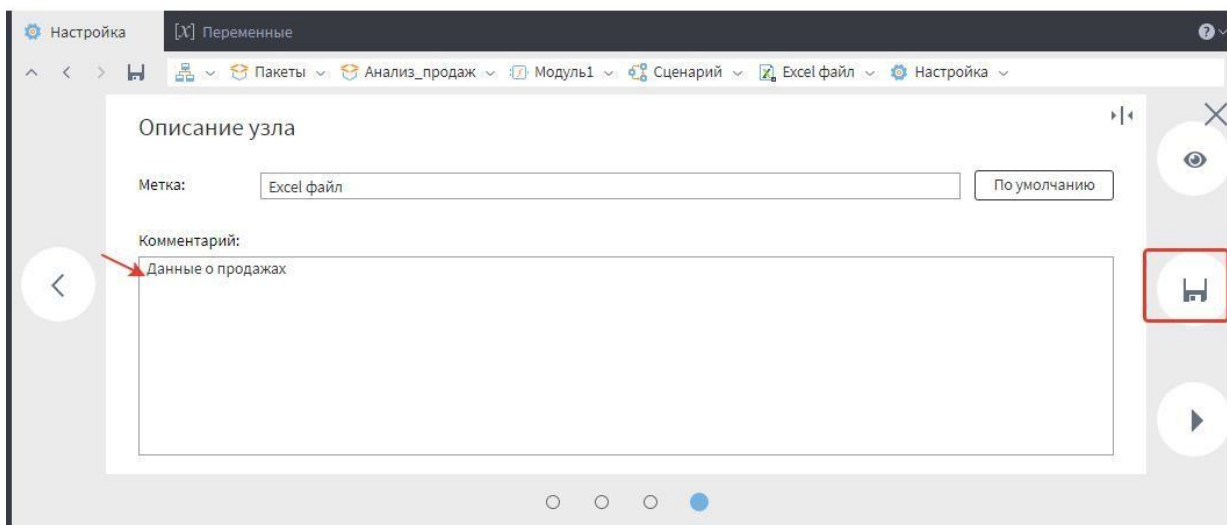 Настройка
[X] Переменные
Пакеты Анализ_продаж Модуль1 Сценарий Excel файл Настройка
Описание узла
Метка: Excel файл По умолчанию
Комментарий:
Данные о продажах